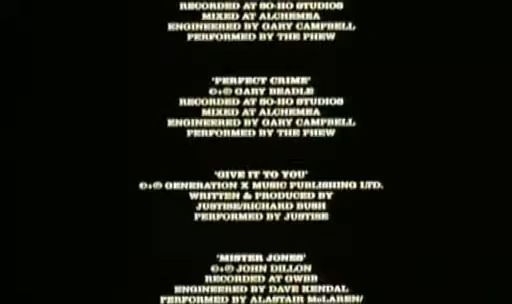 RECORDED AT SO-HO STUDIOS
MIXED AT ALCHEMEA
ENGINEERED BY GARY CAMPBELL
PERFORMED BY THE PHEW
'PERFECT CRIME'
©+℗ GARY BEADLE
RECORDED AT SO-HO STUDIOS
MIXED AT ALCHEMEA
ENGINEERED BY GARY CAMPBELL
PERFORMED BY THE PHEW
'GIVE IT TO YOU'
©+℗ GENERATION X MUSIC PUBLISHING LTD.
WRITTEN & PRODUCED BY
JUSTISE/RICHARD BUSH
PERFORMED BY JUSTISE
'MISTER JONES'
©+℗ JOHN DILLON
RECORDED AT GWBB
ENGINEERED BY DAVE KENDAL
PERFORMED BY ALASTAIR McLAREN/